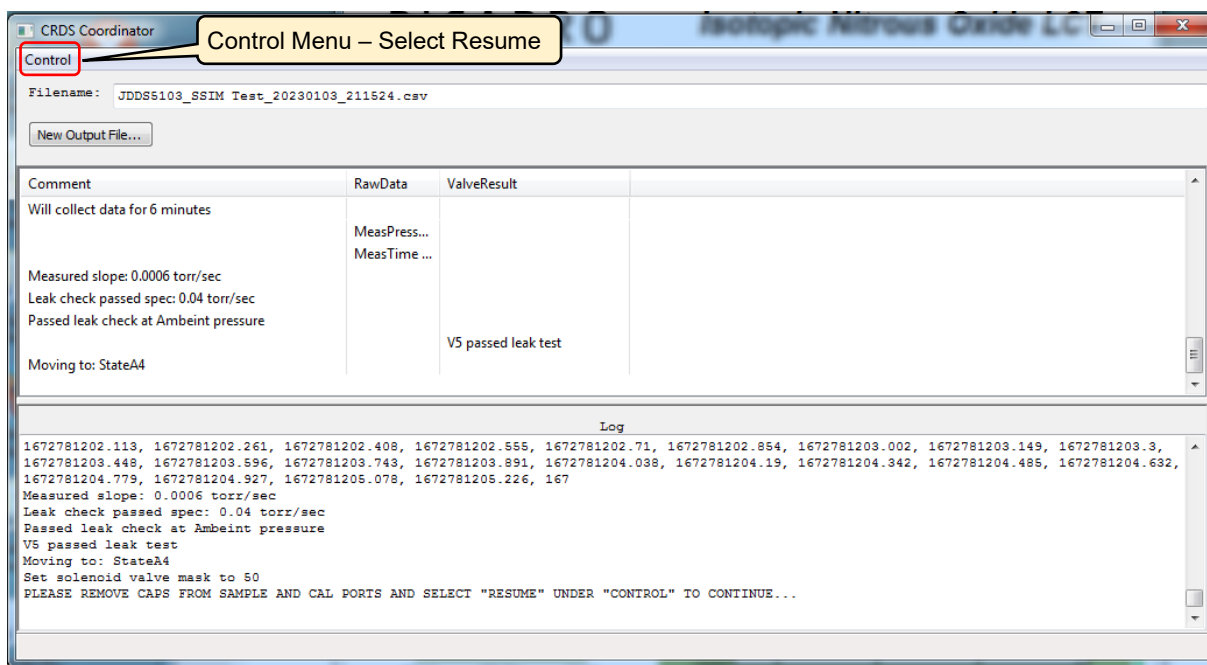 CRDS Coordinator
Isotopic Nitrous Oxide
Control Menu – Select Resume
Control
Filename: JDDS5103_SSIM Test_20230103_211524.csv
New Output File...
Comment RawData ValveResult
Will collect data for 6 minutes
MeasPress...
MeasTime ...
Measured slope: 0.0006 torr/sec
Leak check passed spec: 0.04 torr/sec
Passed leak check at Ambeint pressure
V5 passed leak test
Moving to: StateA4
Log
1672781202.113, 1672781202.261, 1672781202.408, 1672781202.555, 1672781202.71, 1672781202.854, 1672781203.002, 1672781203.149, 1672781203.3,
1672781203.448, 1672781203.596, 1672781203.743, 1672781203.891, 1672781204.038, 1672781204.19, 1672781204.342, 1672781204.485, 1672781204.632,
1672781204.779, 1672781204.927, 1672781205.078, 1672781205.226, 167
Measured slope: 0.0006 torr/sec
Leak check passed spec: 0.04 torr/sec
Passed leak check at Ambeint pressure
V5 passed leak test
Moving to: StateA4
Set solenoid valve mask to 50
PLEASE REMOVE CAPS FROM SAMPLE AND CAL PORTS AND SELECT "RESUME" UNDER "CONTROL" TO CONTINUE...